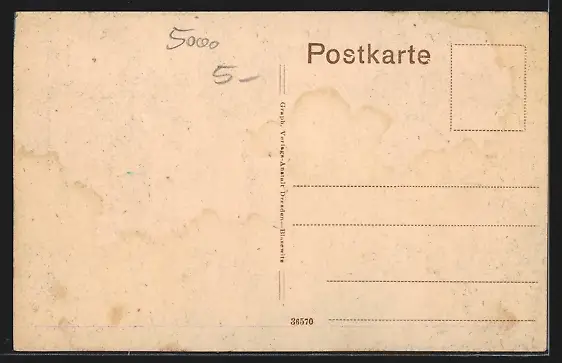 5000
5-
Postkarte
Graph. Verlags-Anstalt Dresden-Blasewitz
36570